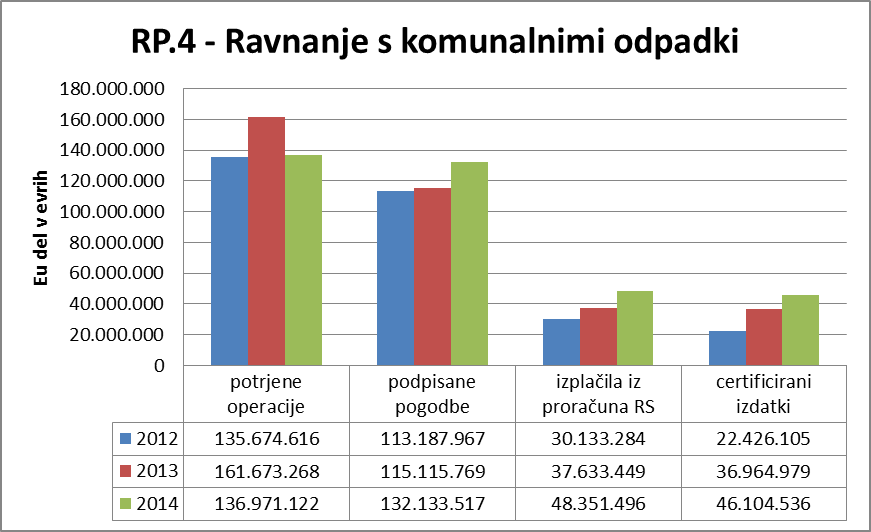 RP.4 - Ravnanje s komunalnimi odpadki
Eu del v evrih
180.000.000
160.000.000
140.000.000
120.000.000
100.000.000
80.000.000
60.000.000
40.000.000
20.000.000
0
potrjene operacije
podpisane pogodbe
izplačila iz proračuna RS
certificirani izdatki
2012 135.674.616 113.187.967 30.133.284 22.426.105
2013 161.673.268 115.115.769 37.633.449 36.964.979
2014 136.971.122 132.133.517 48.351.496 46.104.536